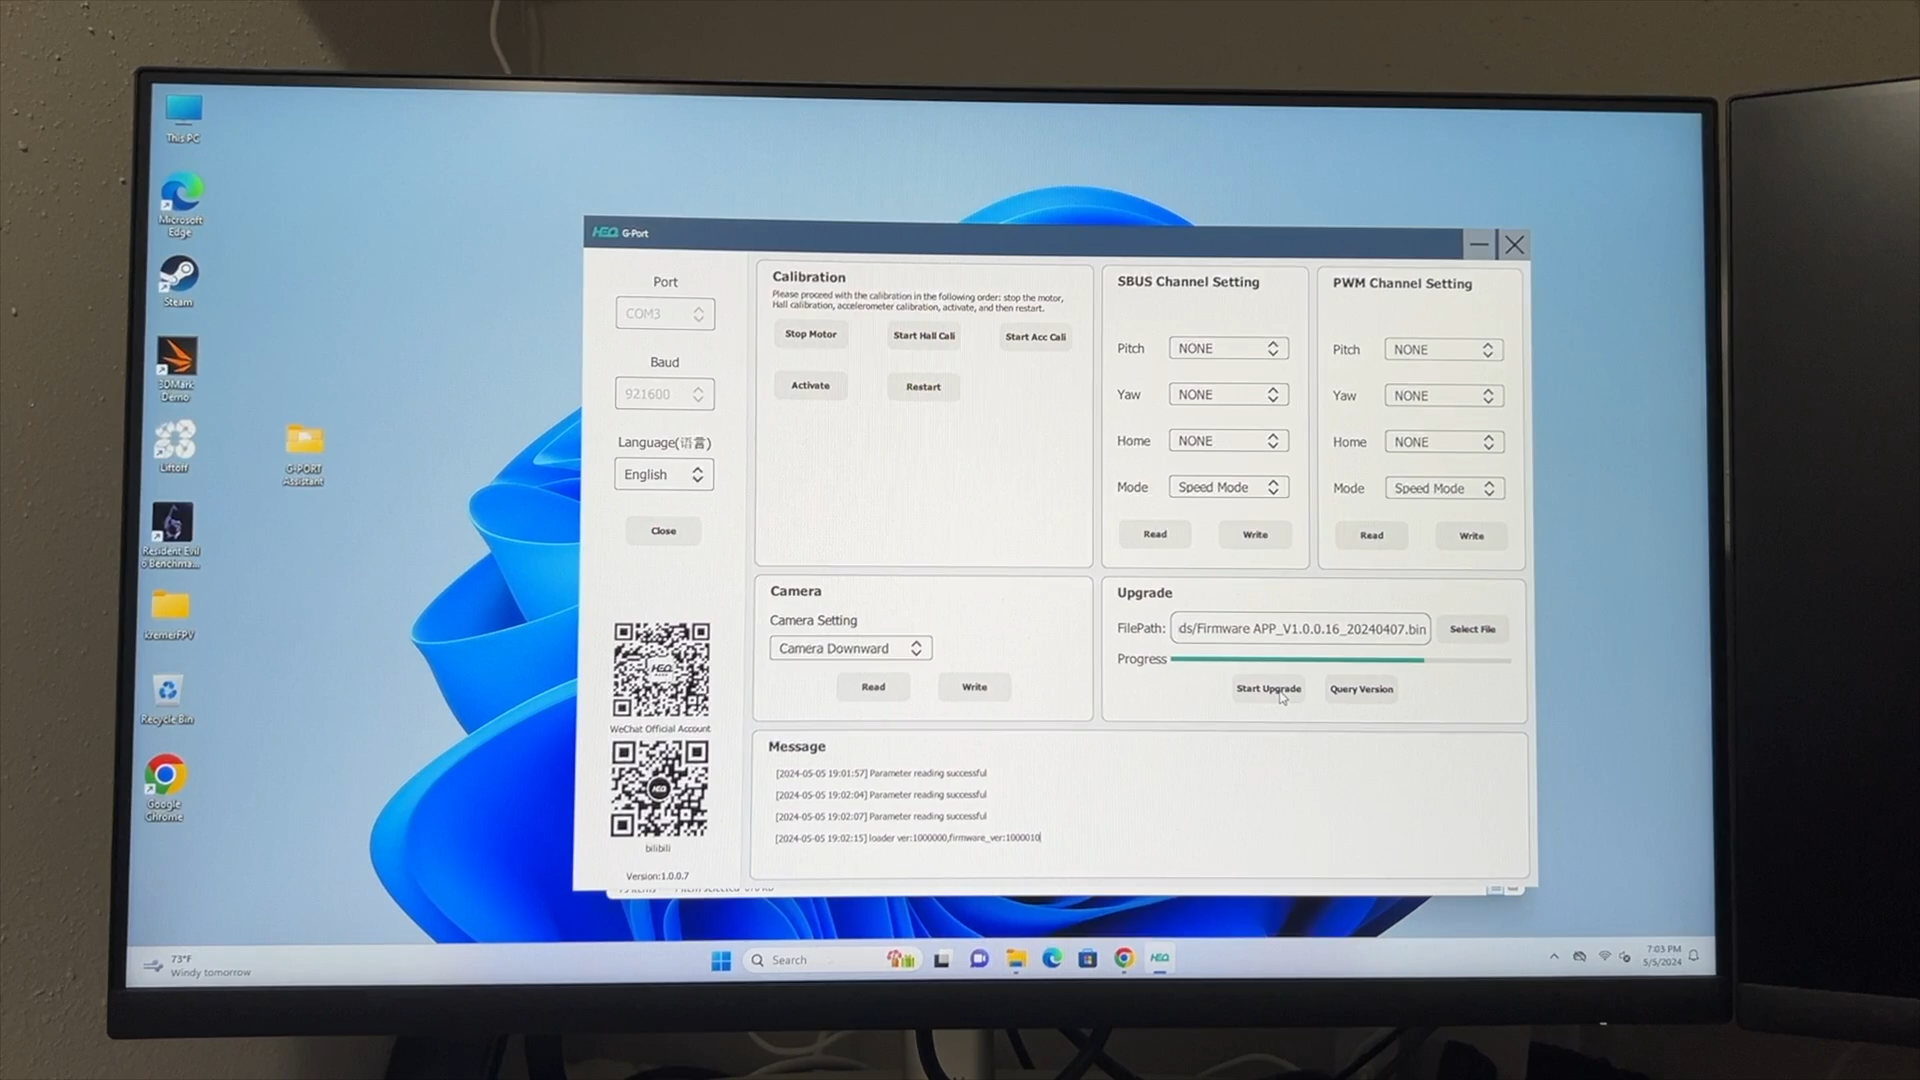 This PC
Microsoft
Edge
Steam
3DMark
Demo
Liftoff
G-PORT
Assistant
Resident Evil
6 Benchma...
kremerFPV
Recycle Bin
Google
Chrome
HEQ G-Port
Port
COM3
Baud
921600
Language(语言)
English
Close
HEQ
WeChat Official Account
HEQ
bilibili
Version:1.0.0.7
Calibration
Please proceed with the calibration in the following order: stop the motor,
Hall calibration, accelerometer calibration, activate, and then restart.
Stop Motor
Start Hall Cali
Start Acc Cali
Activate
Restart
SBUS Channel Setting
Pitch NONE
Yaw NONE
Home NONE
Mode Speed Mode
Read Write
PWM Channel Setting
Pitch NONE
Yaw NONE
Home NONE
Mode Speed Mode
Read Write
Camera
Camera Setting
Camera Downward
Read Write
Upgrade
FilePath: ds/Firmware APP_V1.0.0.16_20240407.bin Select File
Progress
Start Upgrade Query Version
Message
[2024-05-05 19:01:57] Parameter reading successful
[2024-05-05 19:02:04] Parameter reading successful
[2024-05-05 19:02:07] Parameter reading successful
[2024-05-05 19:02:15] loader ver:1000000,firmware_ver:1000010
73°F
Windy tomorrow
Search
HEQ
7:03 PM
5/5/2024